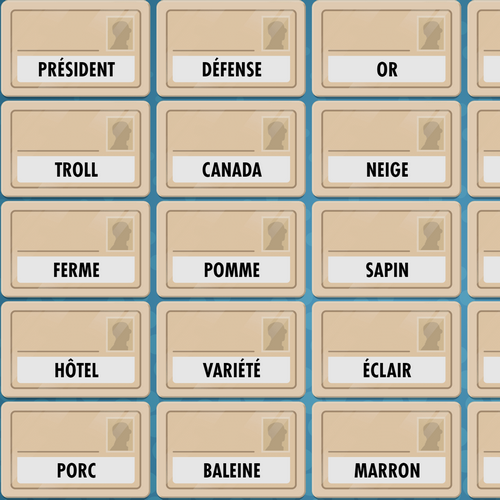 PRÉSIDENT DÉFENSE OR
TROLL CANADA NEIGE
FERME POMME SAPIN
HÔTEL VARIÉTÉ ÉCLAIR
PORC BALEINE MARRON